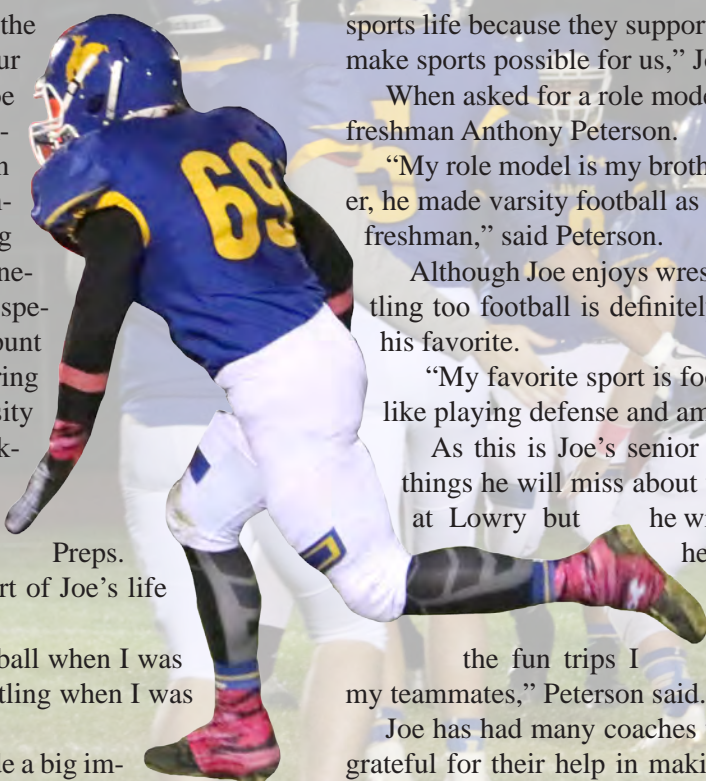 the
ur
be
-
n
n-
g
ne-
spe-
ount
ring
sity
k-
Preps.
rt of Joe’s life
ball when I was
tling when I was
e a big im-
69
sports life because they support
make sports possible for us,” Jo
When asked for a role mode
freshman Anthony Peterson.
“My role model is my broth
er, he made varsity football as
freshman,” said Peterson.
Although Joe enjoys wres
tling too football is definitel
his favorite.
“My favorite sport is foo
like playing defense and am
As this is Joe’s senior
things he will miss about
at Lowry but he wi
he
the fun trips I
my teammates,” Peterson said.
Joe has had many coaches
grateful for their help in maki